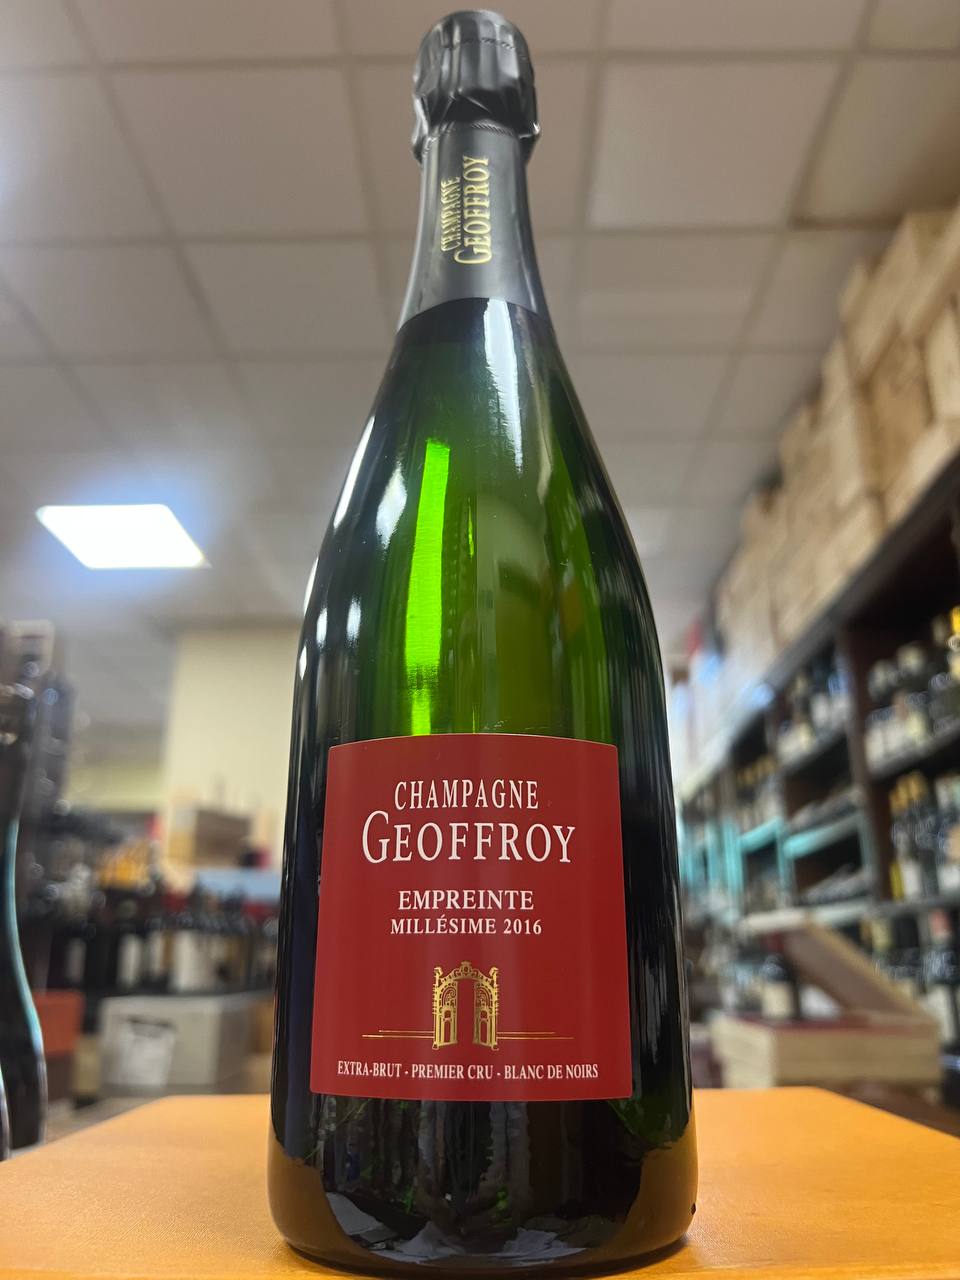 CHAMPAGNE
GEOFFROY
CHAMPAGNE
GEOFFROY
EMPREINTE
MILLÉSIME 2016
EXTRA-BRUT - PREMIER CRU - BLANC DE NOIRS